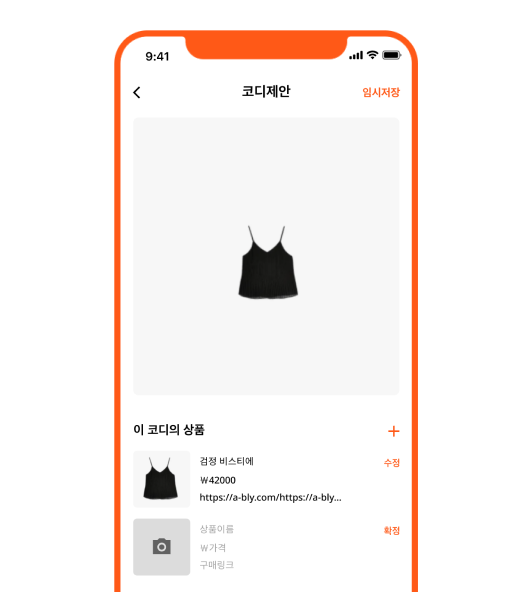 9:41
코디제안
임시저장
이 코디의 상품
검정 비스티에
수정
₩42000
https://a-bly.com/https://a-bly...
상품이름
확정
₩가격
구매링크